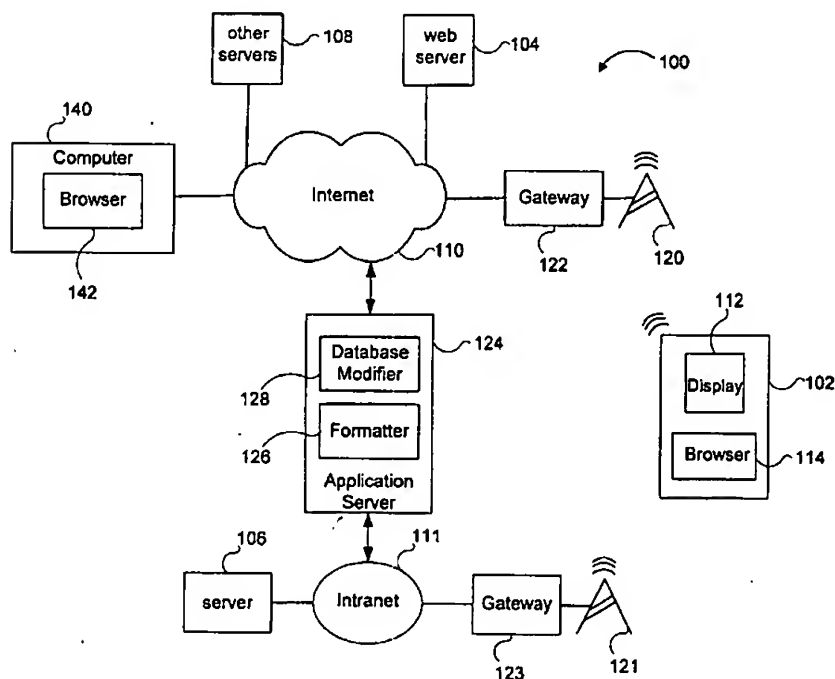 other
servers
108
web
server
104
100
140
Computer
Browser
142
Internet
110
Gateway
122
120
124
Database
Modifier
128
Formatter
126
Application
Server
112
Display
102
Browser
114
106
server
111
Intranet
Gateway
123
121